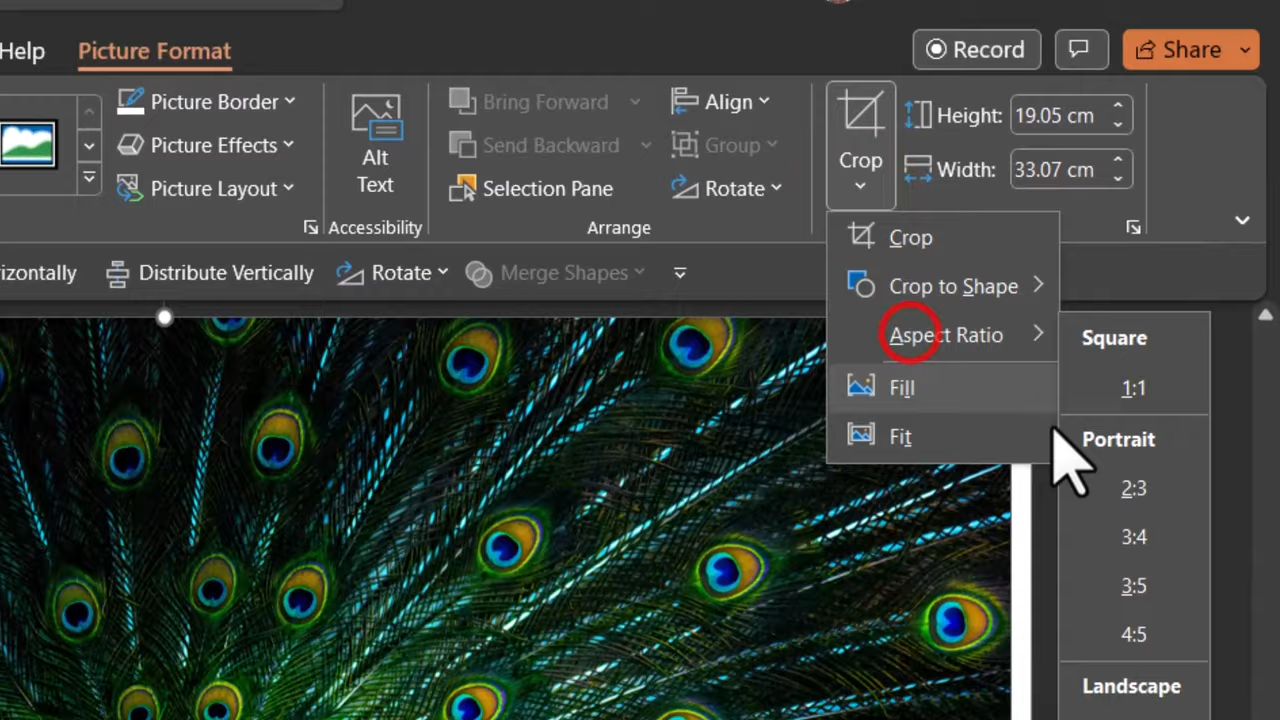 Help
Picture Format
Record
Share
Picture Border
Picture Effects
Picture Layout
Alt
Text
Accessibility
Bring Forward
Send Backward
Selection Pane
Align
Group
Rotate
Arrange
Crop
Height: 19.05 cm
Width: 33.07 cm
izontally
Distribute Vertically
Rotate
Merge Shapes
Crop
Crop to Shape
Aspect Ratio
Fill
Fit
Square
1:1
Portrait
2:3
3:4
3:5
4:5
Landscape